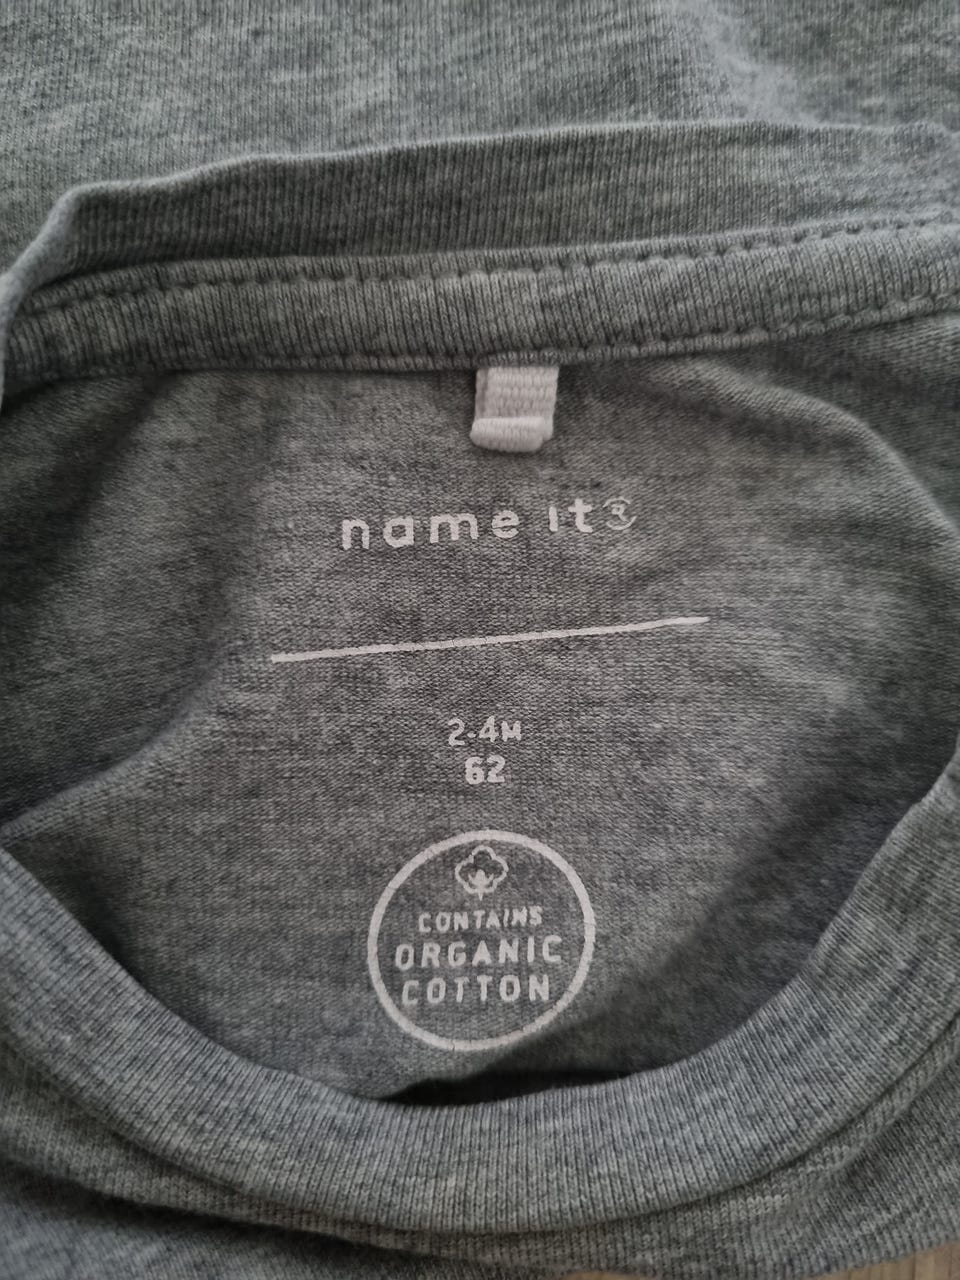 name it®
2-4M
62
CONTAINS
ORGANIC
COTTON